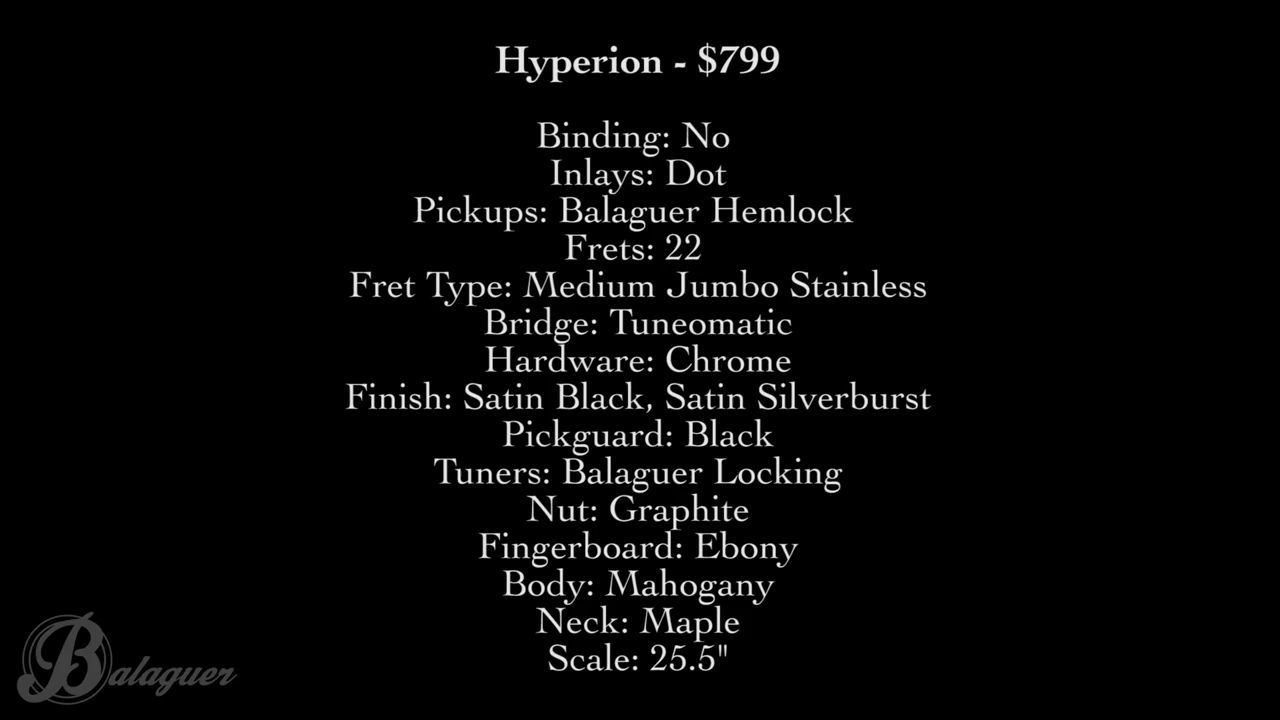 Hyperion - $799
Binding: No
Inlays: Dot
Pickups: Balaguer Hemlock
Frets: 22
Fret Type: Medium Jumbo Stainless
Bridge: Tuneomatic
Hardware: Chrome
Finish: Satin Black, Satin Silverburst
Pickguard: Black
Tuners: Balaguer Locking
Nut: Graphite
Fingerboard: Ebony
Body: Mahogany
Neck: Maple
Scale: 25.5"
Balaguer